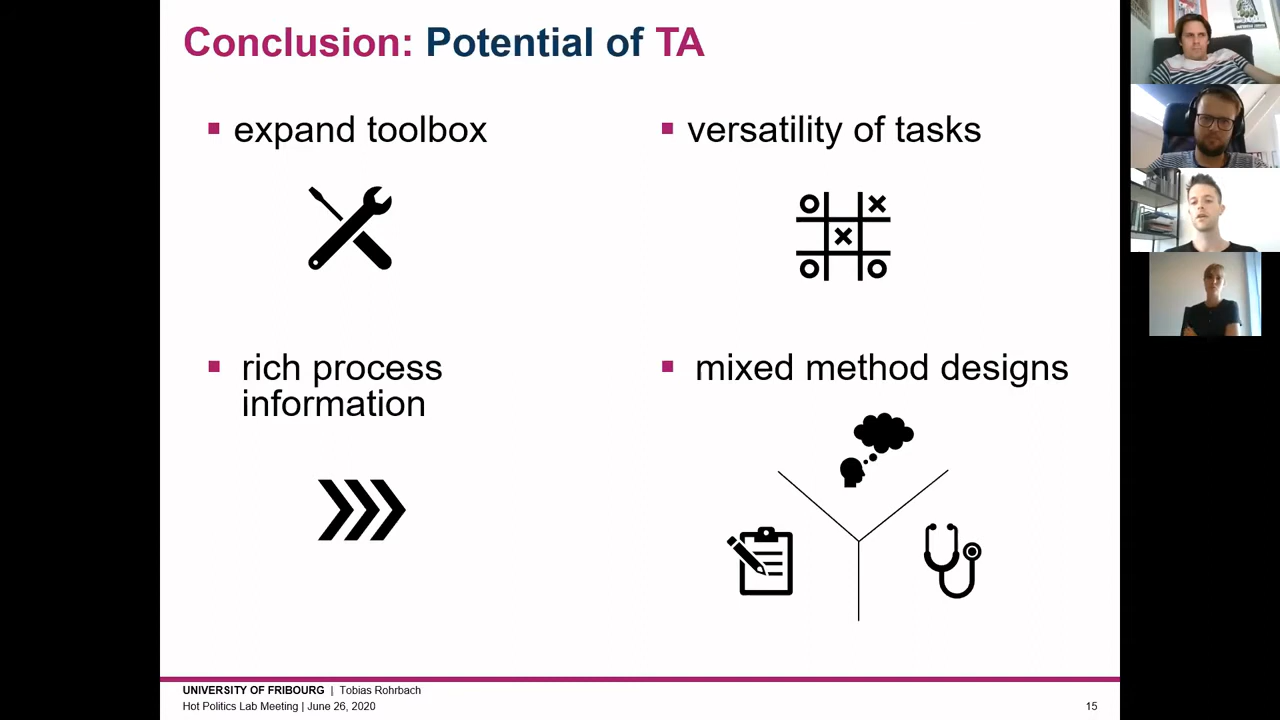 Conclusion: Potential of TA
expand toolbox
versatility of tasks
rich process
information
mixed method designs
UNIVERSITY OF FRIBOURG | Tobias Rohrbach
Hot Politics Lab Meeting | June 26, 2020
15